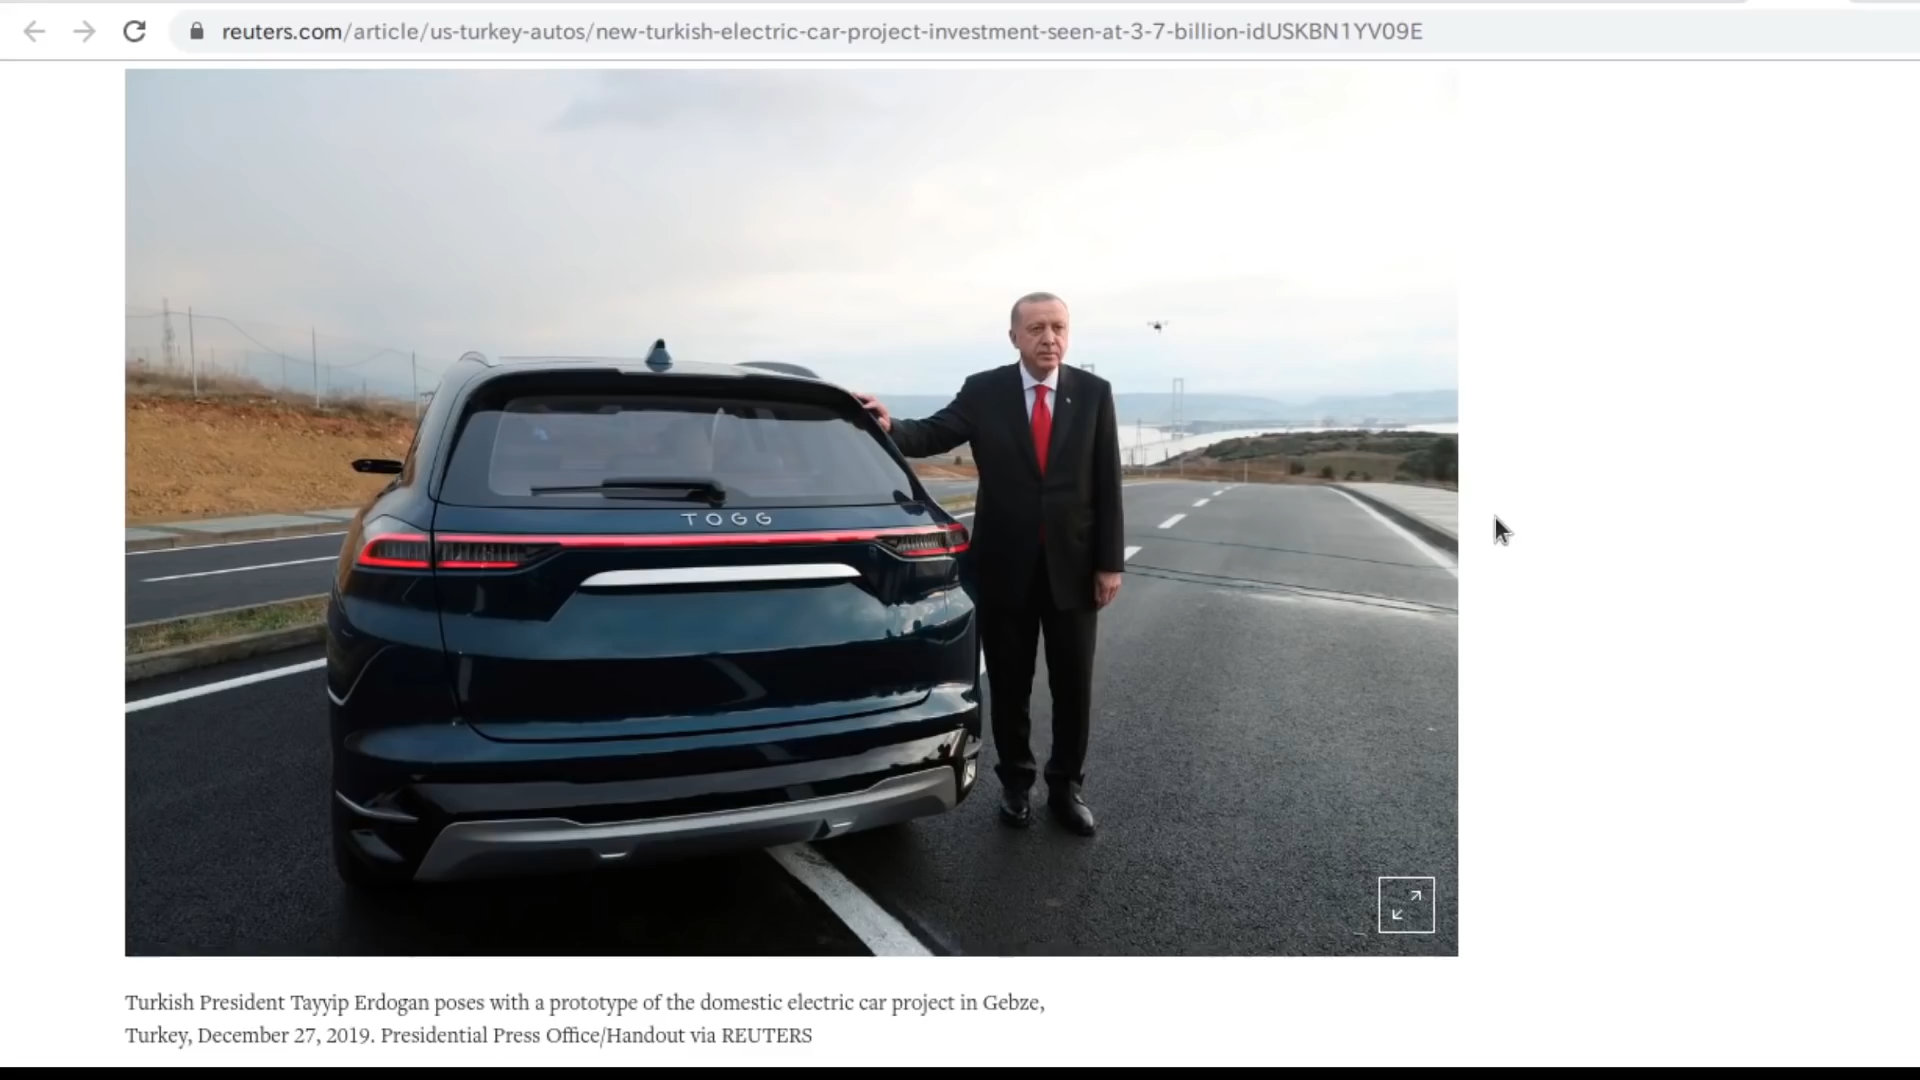 reuters.com/article/us-turkey-autos/new-turkish-electric-car-project-investment-seen-at-3-7-billion-idUSKBN1YV09E
TOGG
Turkish President Tayyip Erdogan poses with a prototype of the domestic electric car project in Gebze,
Turkey, December 27, 2019. Presidential Press Office/Handout via REUTERS